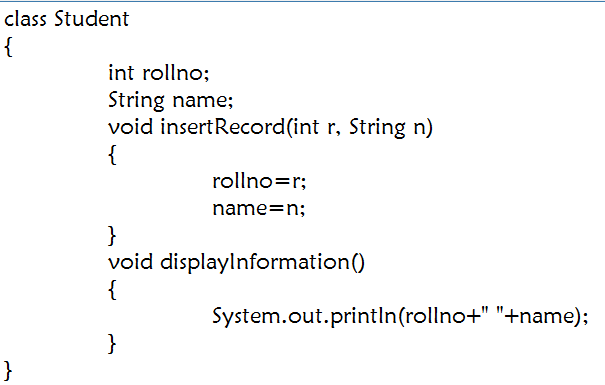 class Student
{
int rollno;
String name;
void insertRecord(int r, String n)
{
rollno=r;
name=n;
}
void displayInformation()
{
System.out.println(rollno+" "+name);
}
}